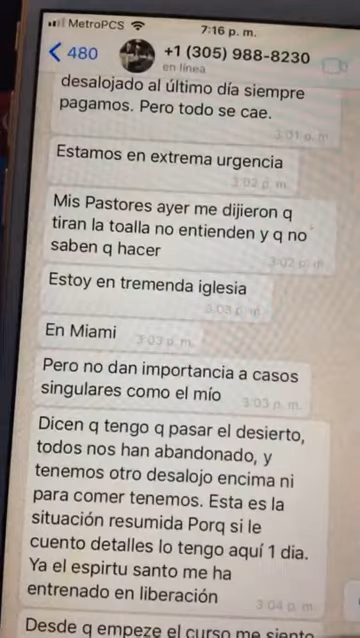 MetroPCS
7:16 p. m.
480
+1 (305) 988-8230
en línea
desalojado al último día siempre
pagamos. Pero todo se cae.
3:01 p. m.
Estamos en extrema urgencia
3:02 p. m.
Mis Pastores ayer me dijieron q
tiran la toalla no entienden y q no
saben q hacer
3:02 p. m.
Estoy en tremenda iglesia
3:03 p. m.
En Miami
3:03 p. m.
Pero no dan importancia a casos
singulares como el mío
3:03 p. m.
Dicen q tengo q pasar el desierto,
todos nos han abandonado, y
tenemos otro desalojo encima ni
para comer tenemos. Esta es la
situación resumida Porq si le
cuento detalles lo tengo aquí 1 dia.
Ya el espirtu santo me ha
entrenado en liberación
3:04 p. m.
Desde q empeze el curso me siento